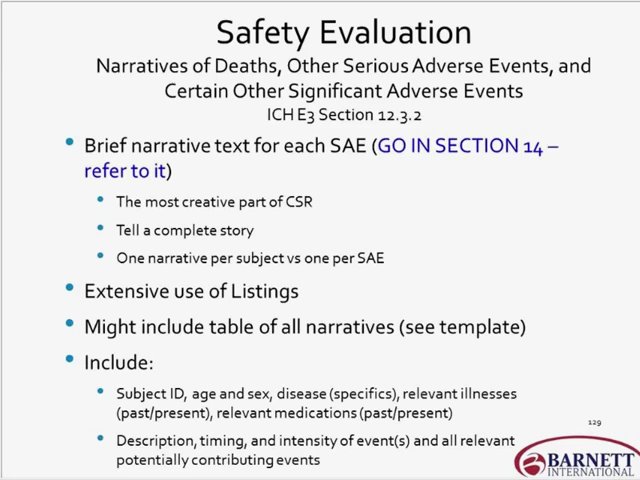 Safety Evaluation
Narratives of Deaths, Other Serious Adverse Events, and
Certain Other Significant Adverse Events
ICH E3 Section 12.3.2
• Brief narrative text for each SAE (GO IN SECTION 14 –
refer to it)
• The most creative part of CSR
• Tell a complete story
• One narrative per subject vs one per SAE
• Extensive use of Listings
• Might include table of all narratives (see template)
• Include:
• Subject ID, age and sex, disease (specifics), relevant illnesses
(past/present), relevant medications (past/present)
129
• Description, timing, and intensity of event(s) and all relevant
potentially contributing events
BARNETT
INTERNATIONAL